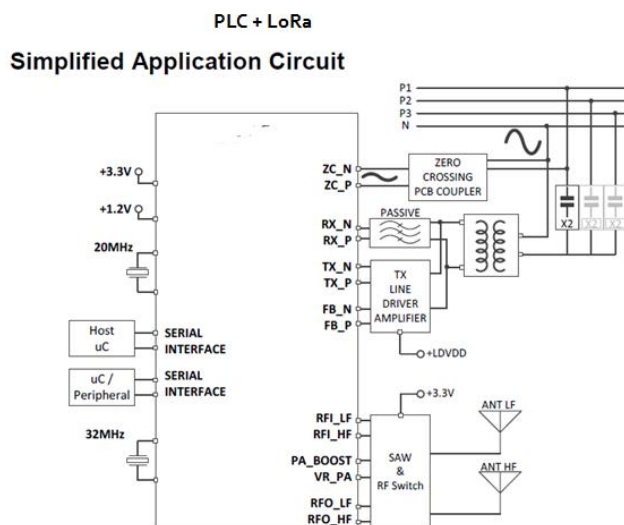 PLC + LoRa
Simplified Application Circuit
P1
P2
P3
N
+3.3V
+1.2V
20MHz
Host
uC
SERIAL
INTERFACE
uC /
Peripheral
SERIAL
INTERFACE
32MHz
ZC_N
ZC_P
ZERO
CROSSING
PCB COUPLER
RX_N
RX_P
PASSIVE
TX_N
TX_P
FB_N
FB_P
TX
LINE
DRIVER
AMPLIFIER
+LDVDD
X2
X2
X2
+3.3V
RFI_LF
RFI_HF
PA_BOOST
VR_PA
RFO_LF
RFO_HF
SAW
&
RF Switch
ANT LF
ANT HF